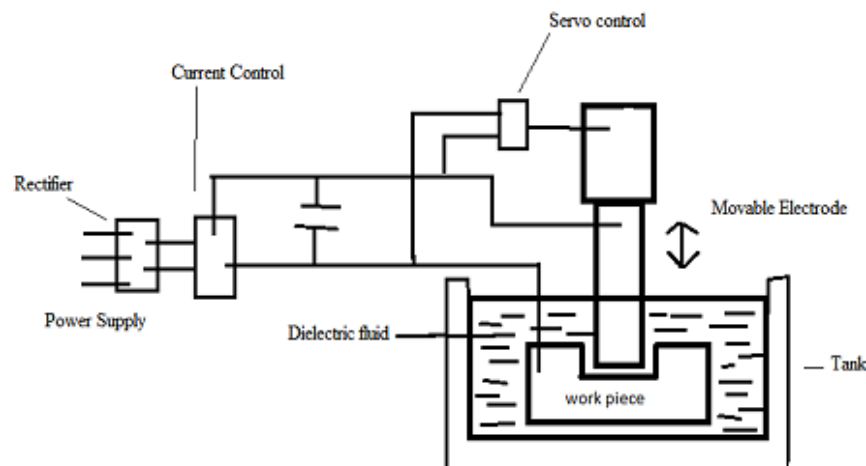 Servo control
Current Control
Rectifier
Movable Electrode
Power Supply
Dielectric fluid
Tank
work piece